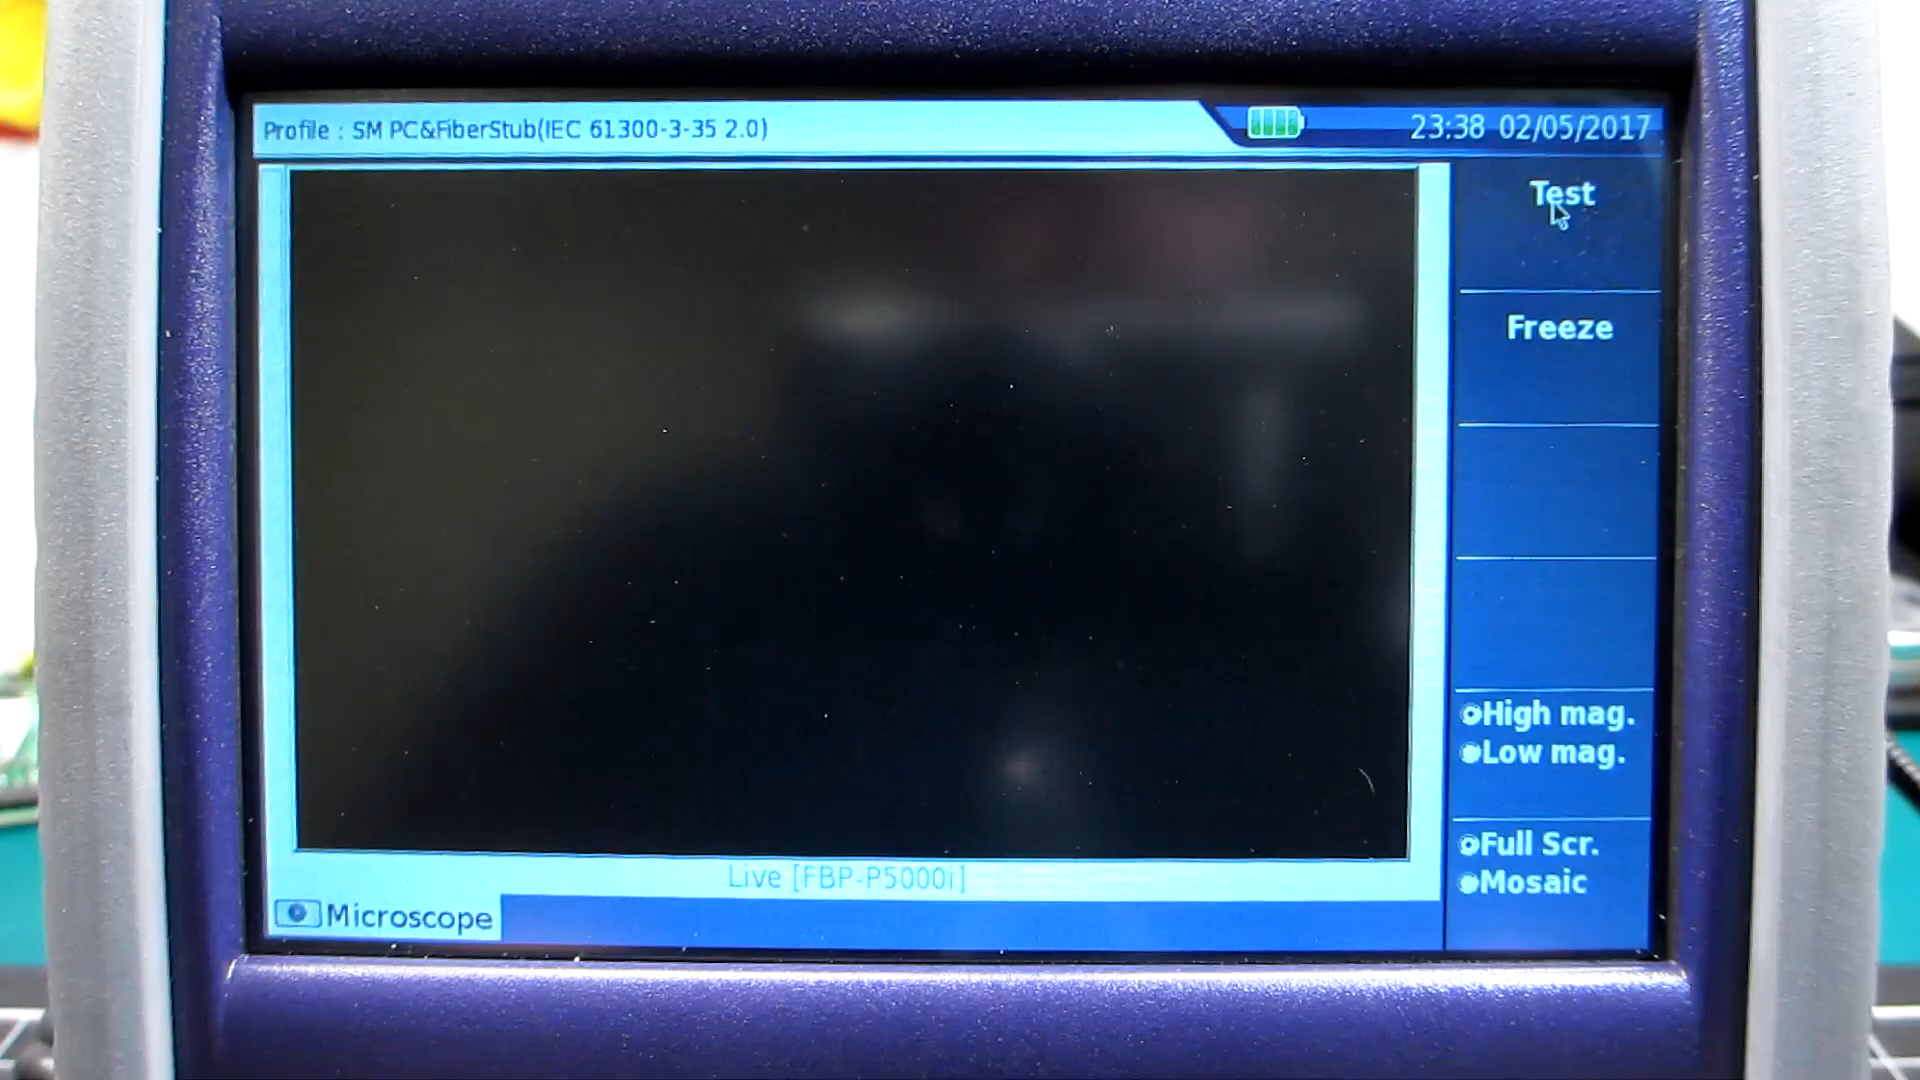 Profile : SM PC&FiberStub(IEC 61300-3-35 2.0)
23:38 02/05/2017
Test
Freeze
High mag.
Low mag.
Full Scr.
Mosaic
Live [FBP-P5000i]
Microscope